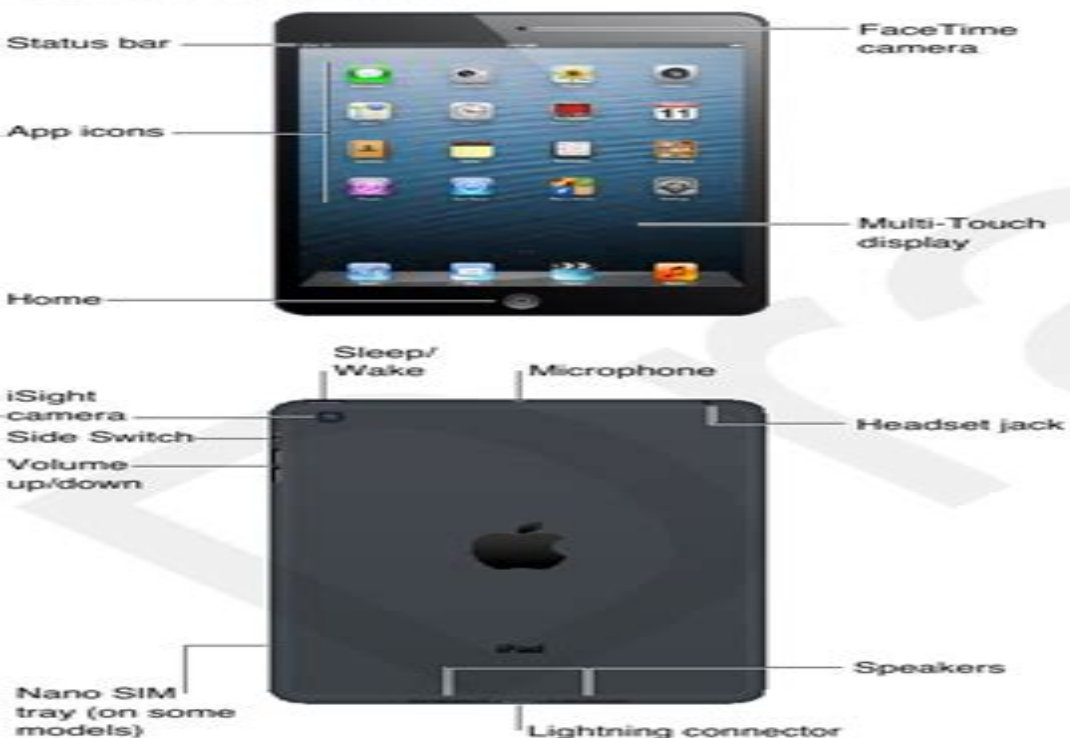 Status bar
FaceTime
camera
App icons
11
Multi-Touch
display
Home
Sleep/
Wake
Microphone
iSight
camera
Side Switch
Headset jack
Volume
up/down
iPad
Speakers
Nano SIM
tray (on some
models)
Lightning connector